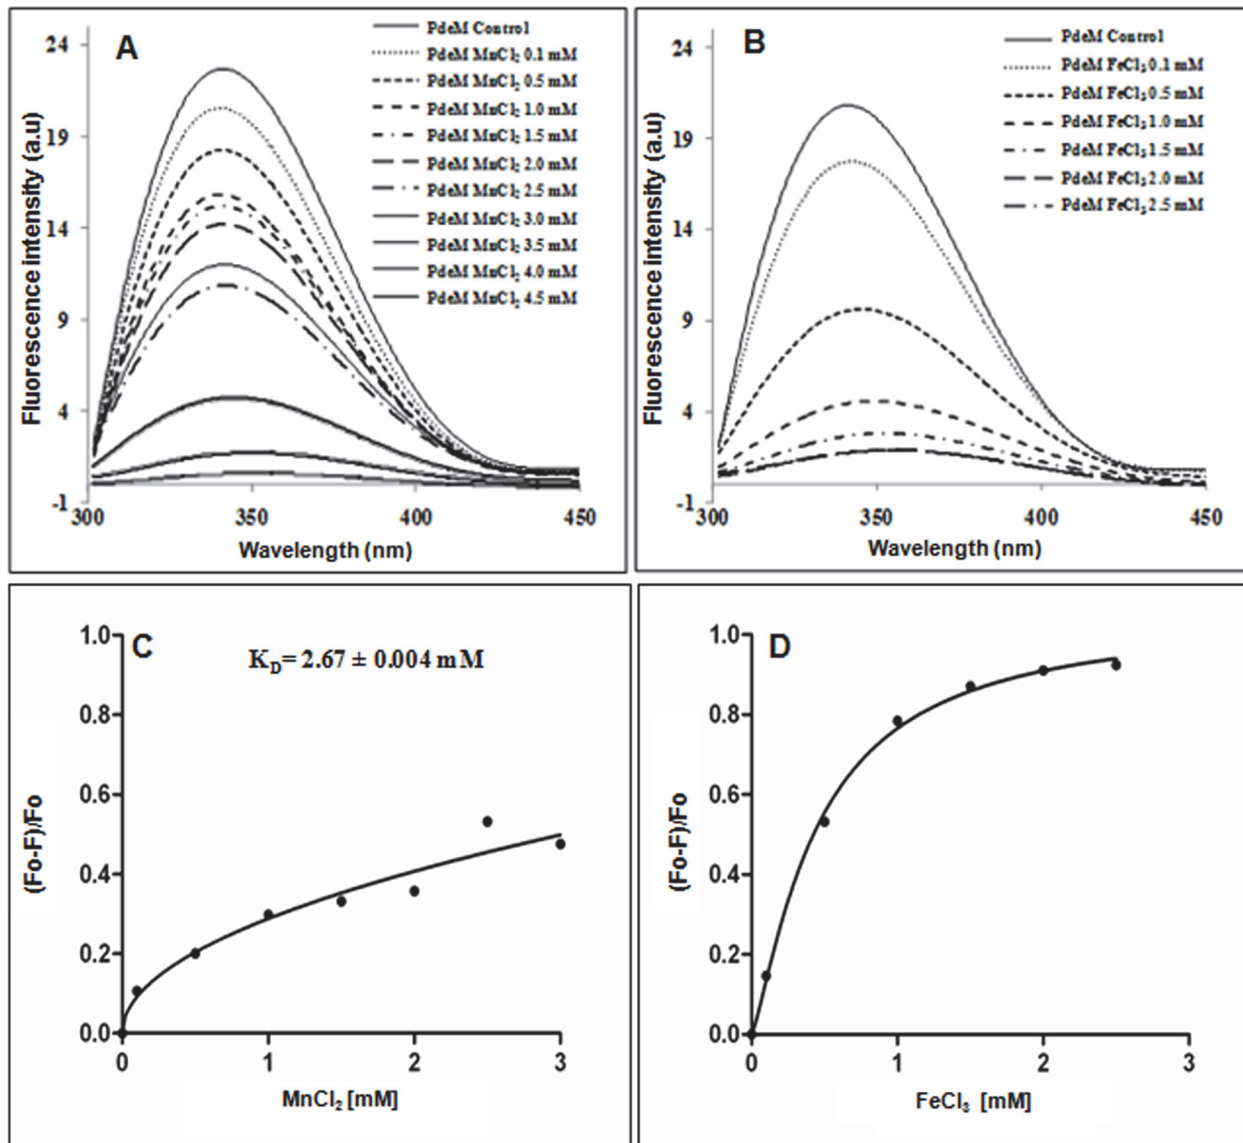 A
Fluorescence intensity (a.u)
24
19
14
9
4
-1
300
350
400
450
Wavelength (nm)
PdeM Control
PdeM MnCl₂ 0.1 mM
PdeM MnCl₂ 0.5 mM
PdeM MnCl₂ 1.0 mM
PdeM MnCl₂ 1.5 mM
PdeM MnCl₂ 2.0 mM
PdeM MnCl₂ 2.5 mM
PdeM MnCl₂ 3.0 mM
PdeM MnCl₂ 3.5 mM
PdeM MnCl₂ 4.0 mM
PdeM MnCl₂ 4.5 mM
B
Fluorescence intensity (a.u)
24
19
14
9
4
-1
300
350
400
450
Wavelength (nm)
PdeM Control
PdeM FeCl₃ 0.1 mM
PdeM FeCl₃ 0.5 mM
PdeM FeCl₃ 1.0 mM
PdeM FeCl₃ 1.5 mM
PdeM FeCl₃ 2.0 mM
PdeM FeCl₃ 2.5 mM
C
K_D= 2.67 ± 0.004 mM
(Fo-F)/Fo
1.0
0.8
0.6
0.4
0.2
0.0
0
1
2
3
MnCl₂ [mM]
D
(Fo-F)/Fo
1.0
0.8
0.6
0.4
0.2
0.0
0
1
2
3
FeCl₃ [mM]